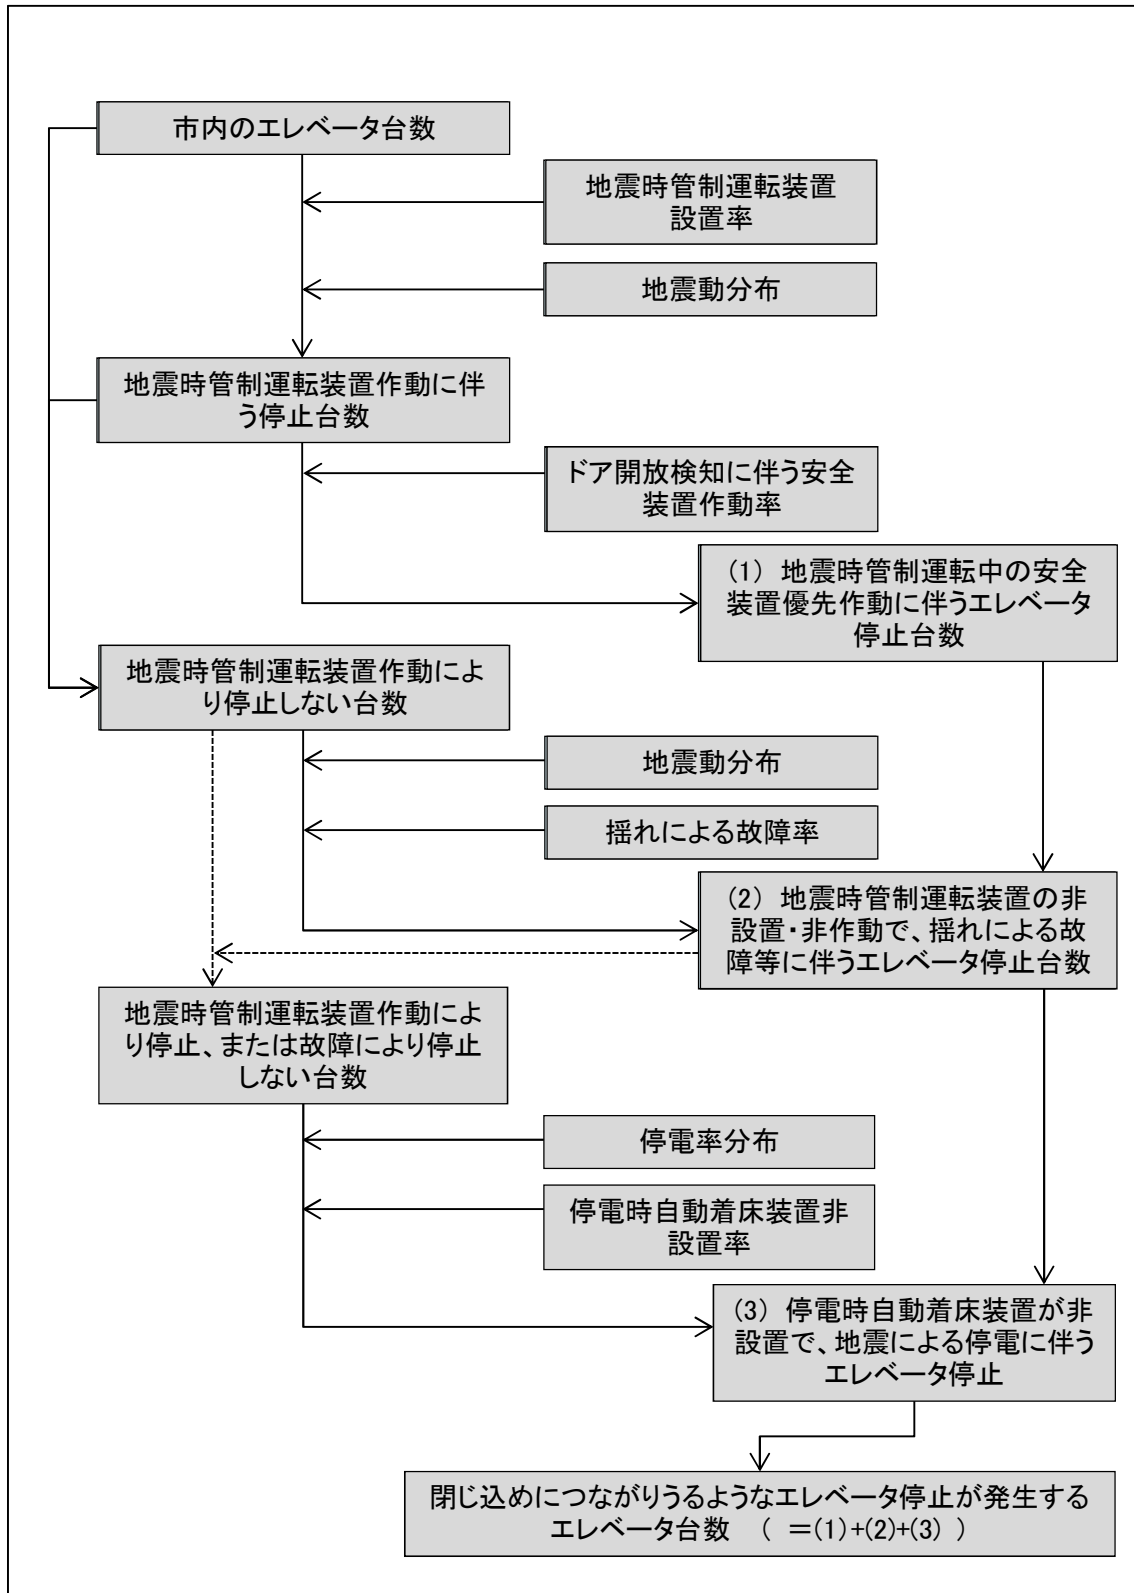 市内のエレベータ台数
地震時管制運転装置
設置率
地震動分布
地震時管制運転装置作動に伴
う停止台数
ドア開放検知に伴う安全
装置作動率
(1) 地震時管制運転中の安全
装置優先作動に伴うエレベータ
停止台数
地震時管制運転装置作動によ
り停止しない台数
地震動分布
揺れによる故障率
(2) 地震時管制運転装置の非
設置・非作動で、揺れによる故
障等に伴うエレベータ停止台数
地震時管制運転装置作動によ
り停止、または故障により停止
しない台数
停電率分布
停電時自動着床装置非
設置率
(3) 停電時自動着床装置が非
設置で、地震による停電に伴う
エレベータ停止
閉じ込めにつながりうるようなエレベータ停止が発生する
エレベータ台数 ( =(1)+(2)+(3) )